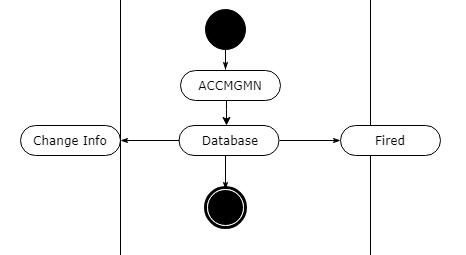 ACCMGMN
Change Info
Database
Fired